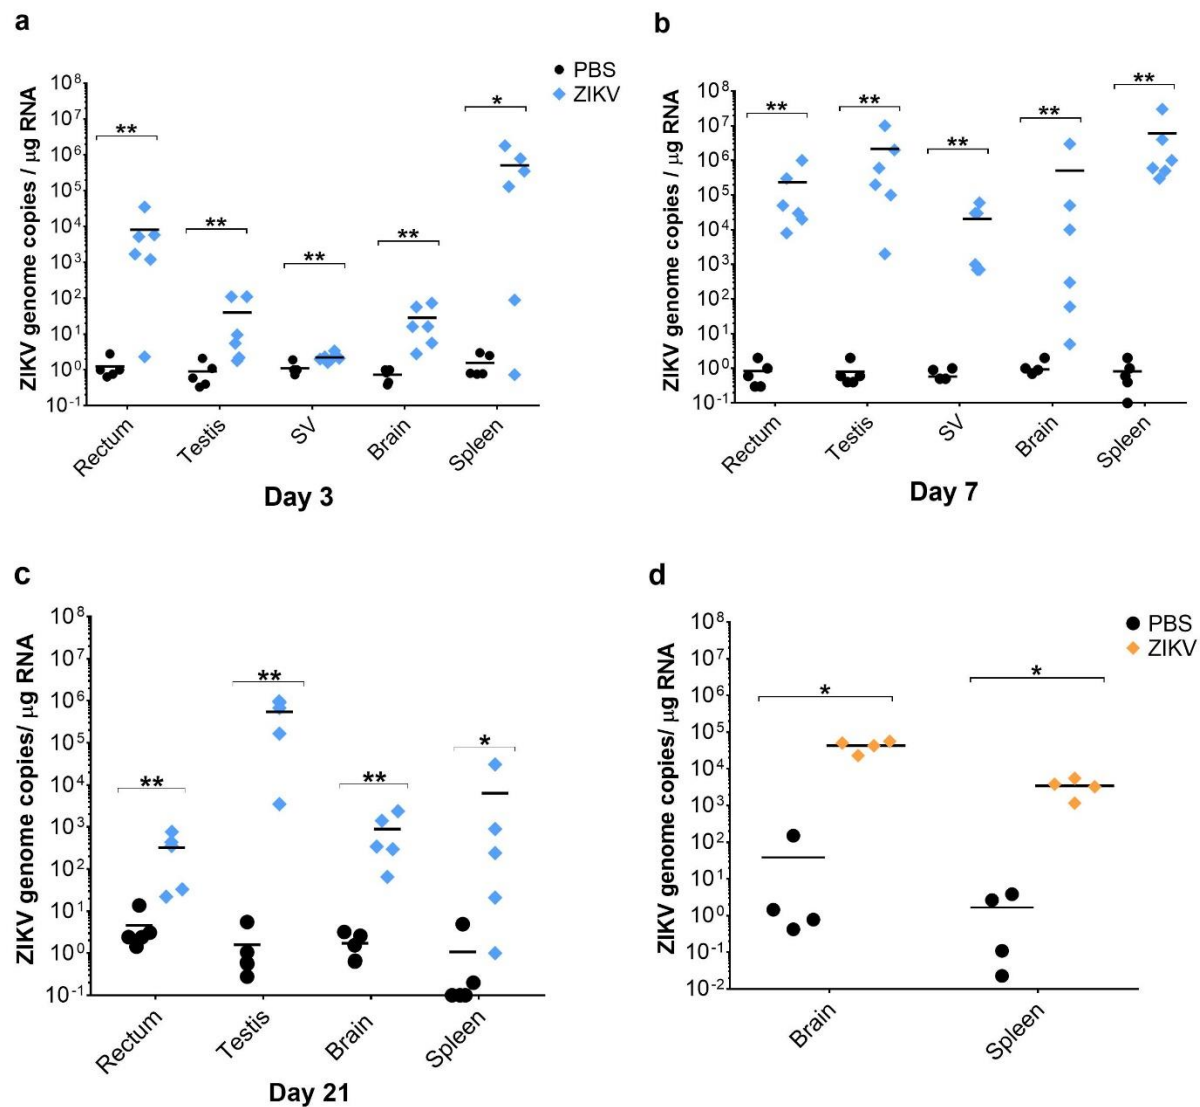 a
PBS
ZIKV
ZIKV genome copies / μg RNA
10⁸
10⁷
10⁶
10⁵
10⁴
10³
10²
10¹
10⁰
10⁻¹
**
**
**
**
*
Rectum
Testis
SV
Brain
Spleen
Day 3
b
ZIKV genome copies / μg RNA
10⁸
10⁷
10⁶
10⁵
10⁴
10³
10²
10¹
10⁰
10⁻¹
**
**
**
**
**
Rectum
Testis
SV
Brain
Spleen
Day 7
c
ZIKV genome copies/ μg RNA
10⁸
10⁷
10⁶
10⁵
10⁴
10³
10²
10¹
10⁰
10⁻¹
**
**
**
*
Rectum
Testis
Brain
Spleen
Day 21
d
PBS
ZIKV
ZIKV genome copies/ μg RNA
10⁸
10⁷
10⁶
10⁵
10⁴
10³
10²
10¹
10⁰
10⁻¹
10⁻²
*
*
Brain
Spleen